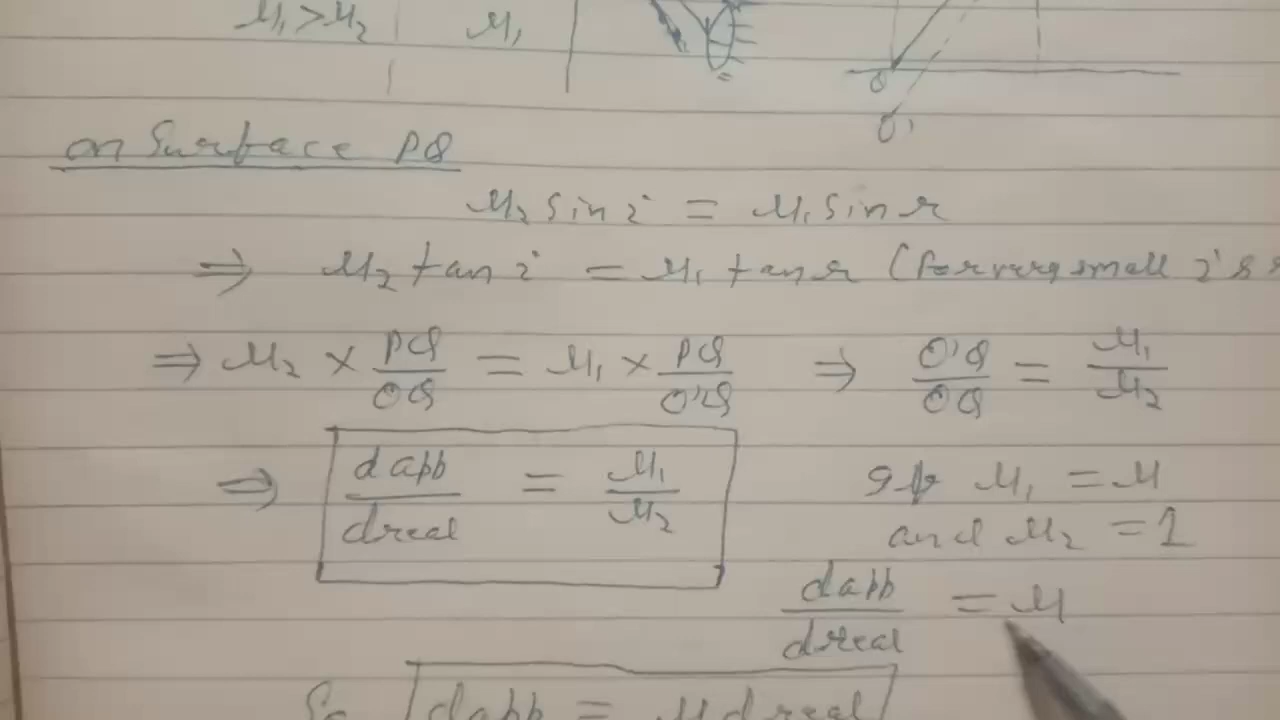 μ₁ > μ₂ μ₁
O
O'
on Surface PQ
μ₂ sin i = μ₁ sin r
⇒ μ₂ tan i = μ₁ tan r (for very small i's
⇒ μ₂ × PQ/OQ = μ₁ × PQ/O'Q ⇒ O'Q/OQ = μ₁/μ₂
⇒ dapp/dreal = μ₁/μ₂ If μ₁ = μ
and μ₂ = 1
dapp/dreal = μ
So dapp = μ dreal